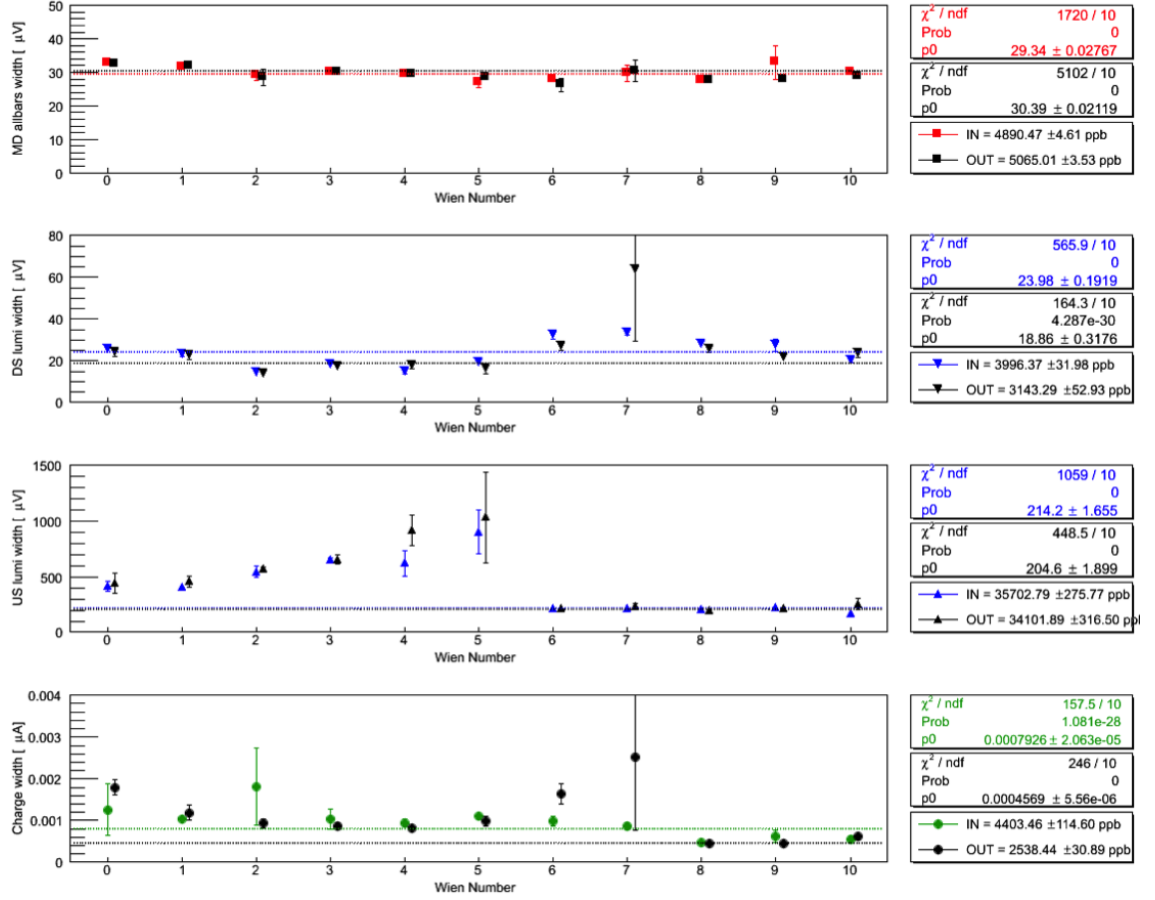 MD allbars width [ μV]
50
40
30
20
10
0
0 1 2 3 4 5 6 7 8 9 10
Wien Number
χ² / ndf 1720 / 10
Prob 0
p0 29.34 ± 0.02767
χ² / ndf 5102 / 10
Prob 0
p0 30.39 ± 0.02119
IN = 4890.47 ±4.61 ppb
OUT = 5065.01 ±3.53 ppb
DS lumi width [ μV]
80
60
40
20
0
0 1 2 3 4 5 6 7 8 9 10
Wien Number
χ² / ndf 565.9 / 10
Prob 0
p0 23.98 ± 0.1919
χ² / ndf 164.3 / 10
Prob 4.287e-30
p0 18.86 ± 0.3176
IN = 3996.37 ±31.98 ppb
OUT = 3143.29 ±52.93 ppb
US lumi width [ μV]
1500
1000
500
0
0 1 2 3 4 5 6 7 8 9 10
Wien Number
χ² / ndf 1059 / 10
Prob 0
p0 214.2 ± 1.655
χ² / ndf 448.5 / 10
Prob 0
p0 204.6 ± 1.899
IN = 35702.79 ±275.77 ppb
OUT = 34101.89 ±316.50 ppb
Charge width [ μA]
0.004
0.003
0.002
0.001
0
0 1 2 3 4 5 6 7 8 9 10
Wien Number
χ² / ndf 157.5 / 10
Prob 1.081e-28
p0 0.0007926 ± 2.063e-05
χ² / ndf 246 / 10
Prob 0
p0 0.0004569 ± 5.56e-06
IN = 4403.46 ±114.60 ppb
OUT = 2538.44 ±30.89 ppb